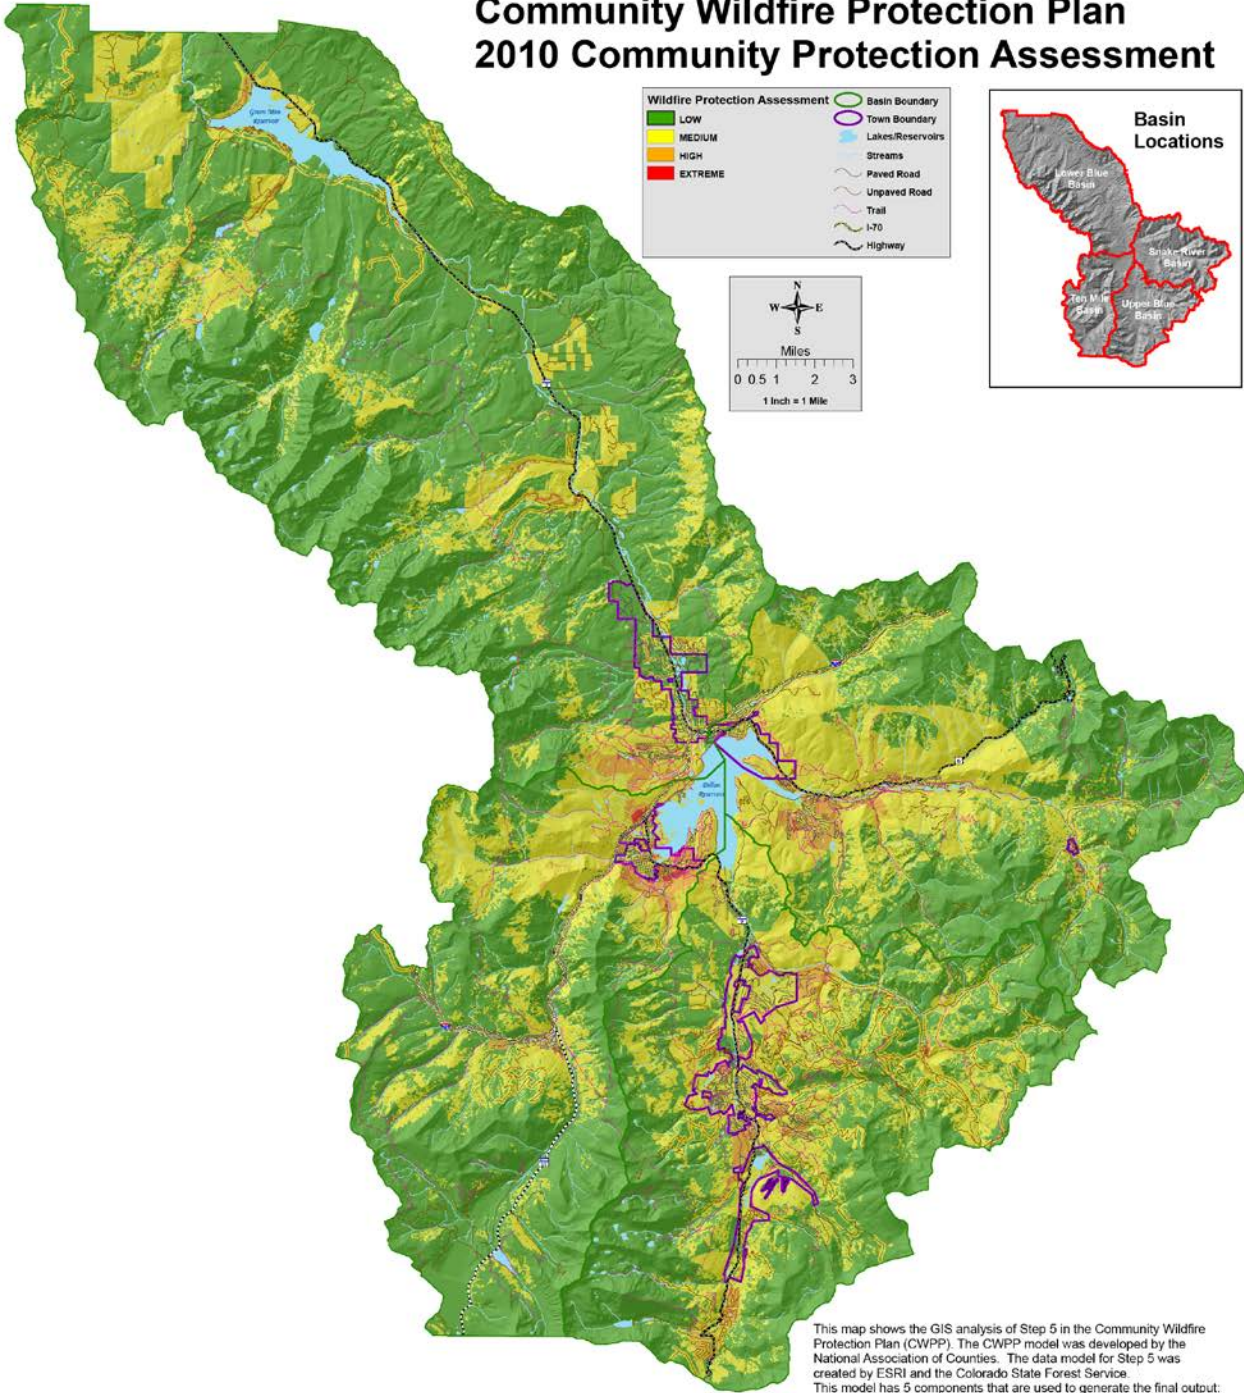 Community Wildfire Protection Plan
2010 Community Protection Assessment
Wildfire Protection Assessment
LOW
MEDIUM
HIGH
EXTREME
Basin Boundary
Town Boundary
Lakes/Reservoirs
Streams
Paved Road
Unpaved Road
Trail
I-70
Highway
N
W
E
S
Miles
0 0.5 1 2 3
1 Inch = 1 Mile
Basin
Locations
Lower Blue
Basin
Snake River
Basin
Ten Mile
Basin
Upper Blue
Basin
Green Mtn
Reservoir
Dillon
Reservoir
This map shows the GIS analysis of Step 5 in the Community Wildfire
Protection Plan (CWPP). The CWPP model was developed by the
National Association of Counties. The data model for Step 5 was
created by ESRI and the Colorado State Forest Service.
This model has 5 components that are used to generate the final output: